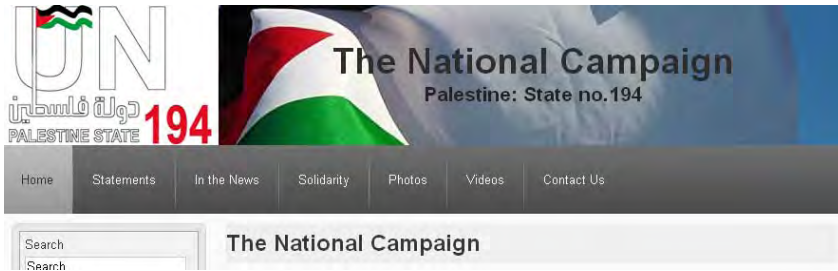 UN
دولة فلسطين
PALESTINE STATE 194
The National Campaign
Palestine: State no.194
Home Statements In the News Solidarity Photos Videos Contact Us
Search
Search
The National Campaign